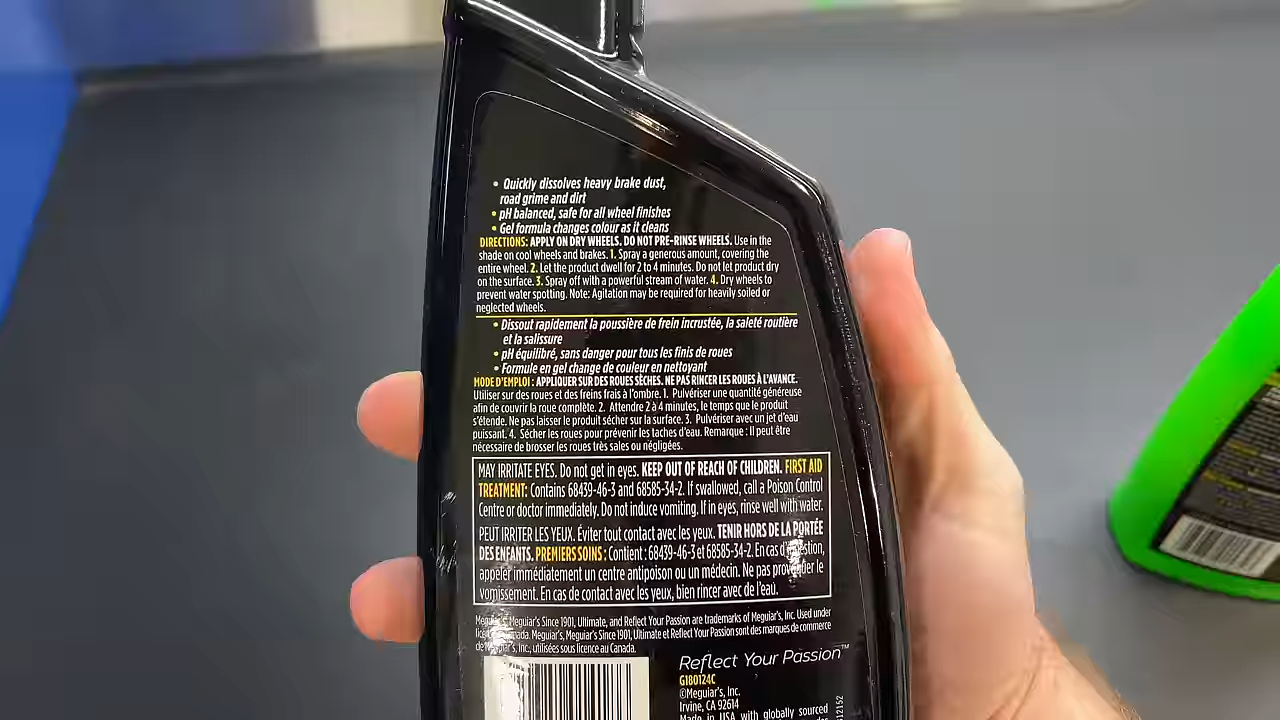 • Quickly dissolves heavy brake dust,
road grime and dirt
• pH balanced, safe for all wheel finishes
• Gel formula changes colour as it cleans
DIRECTIONS: APPLY ON DRY WHEELS. DO NOT PRE-RINSE WHEELS. Use in the
shade on cool wheels and brakes. 1. Spray a generous amount, covering the
entire wheel. 2. Let the product dwell for 2 to 4 minutes. Do not let product dry
on the surface. 3. Spray off with a powerful stream of water. 4. Dry wheels to
prevent water spotting. Note: Agitation may be required for heavily soiled or
neglected wheels.
• Dissout rapidement la poussière de frein incrustée, la saleté routière
et la salissure
• pH équilibré, sans danger pour tous les finis de roues
• Formule en gel change de couleur en nettoyant
MODE D'EMPLOI : APPLIQUER SUR DES ROUES SÈCHES. NE PAS RINCER LES ROUES À L'AVANCE.
Utiliser sur des roues et des freins frais à l'ombre. 1. Pulvériser une quantité généreuse
afin de couvrir la roue complète. 2. Attendre 2 à 4 minutes, le temps que le produit
s'étende. Ne pas laisser le produit sécher sur la surface. 3. Pulvériser avec un jet d'eau
puissant. 4. Sécher les roues pour prévenir les taches d'eau. Remarque : Il peut être
nécessaire de brosser les roues très sales ou négligées.
MAY IRRITATE EYES. Do not get in eyes. KEEP OUT OF REACH OF CHILDREN. FIRST AID
TREATMENT: Contains 68439-46-3 and 68585-34-2. If swallowed, call a Poison Control
Centre or doctor immediately. Do not induce vomiting. If in eyes, rinse well with water.
PEUT IRRITER LES YEUX. Éviter tout contact avec les yeux. TENIR HORS DE LA PORTÉE
DES ENFANTS. PREMIERS SOINS : Contient : 68439-46-3 et 68585-34-2. En cas d'ingestion,
appeler immédiatement un centre antipoison ou un médecin. Ne pas provoquer le
vomissement. En cas de contact avec les yeux, bien rincer avec de l'eau.
Meguiar's, Meguiar's Since 1901, Ultimate, and Reflect Your Passion are trademarks of Meguiar's, Inc. Used under
Canada. Meguiar's, Meguiar's Since 1901, Ultimate et Reflect Your Passion sont des marques de commerce
de Meguiar's, Inc., utilisées sous licence au Canada.
Reflect Your Passion™
G180124C
©Meguiar's, Inc.
Irvine, CA 92614
Made in USA with globally sourced
12152